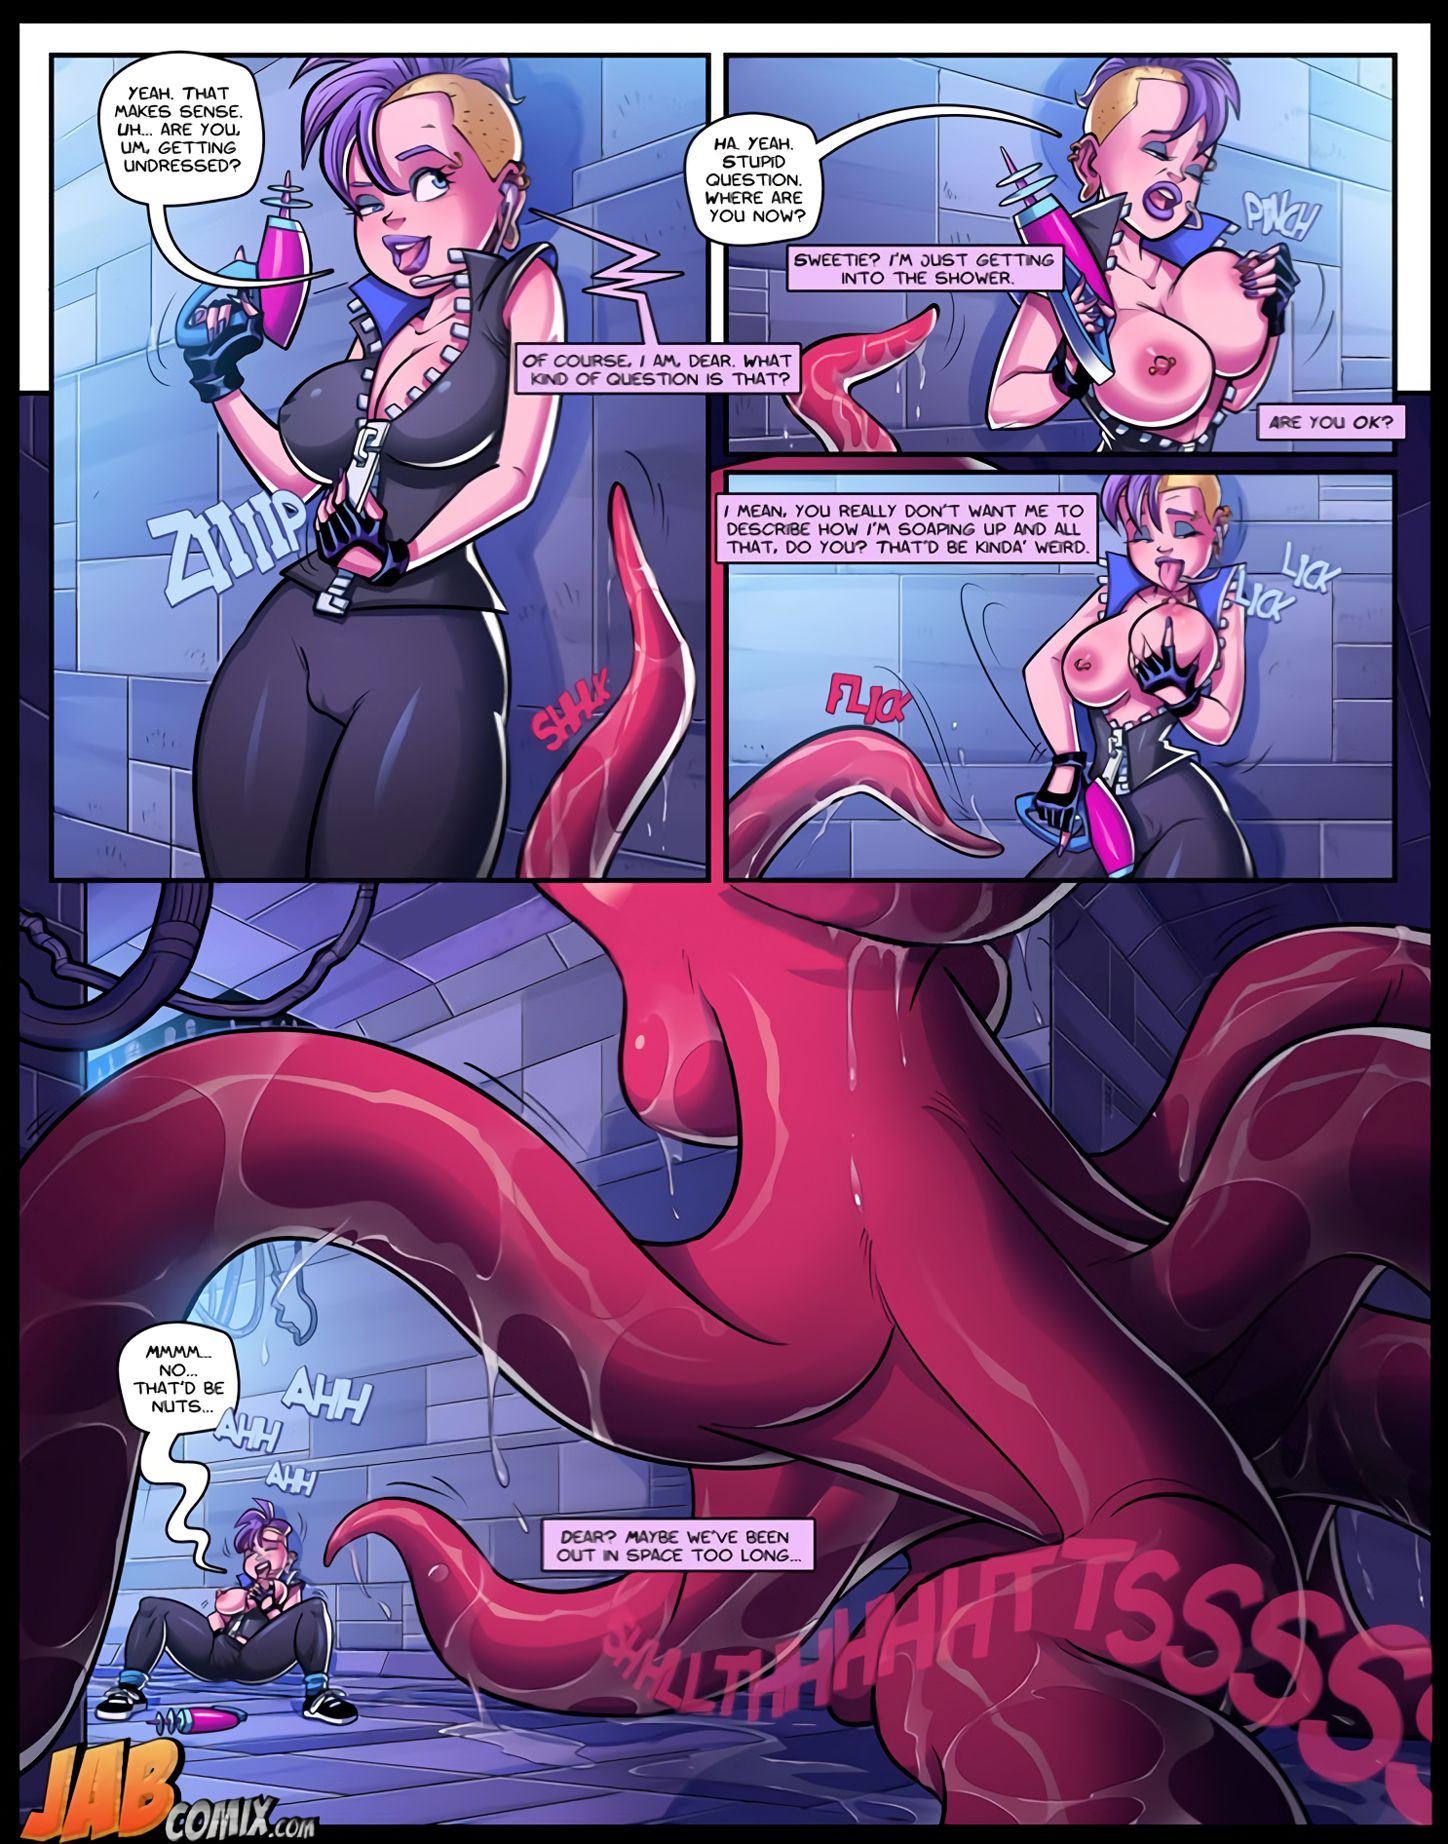 YEAH. THAT
MAKES SENSE.
UH... ARE YOU,
UM, GETTING
UNDRESSED?
ZIIIP
OF COURSE, I AM, DEAR. WHAT
KIND OF QUESTION IS THAT?
SHHLK
HA. YEAH.
STUPID
QUESTION.
WHERE ARE
YOU NOW?
PINCH
SWEETIE? I'M JUST GETTING
INTO THE SHOWER.
ARE YOU OK?
I MEAN, YOU REALLY DON'T WANT ME TO
DESCRIBE HOW I'M SOAPING UP AND ALL
THAT, DO YOU? THAT'D BE KINDA' WEIRD.
LICK
LICK
FLICK
MMMM...
NO...
THAT'D BE
NUTS...
AHH
AHH
AHH
DEAR? MAYBE WE'VE BEEN
OUT IN SPACE TOO LONG...
SHHLLTHHHHHHTTSSSSS
JAB
COMIX.com